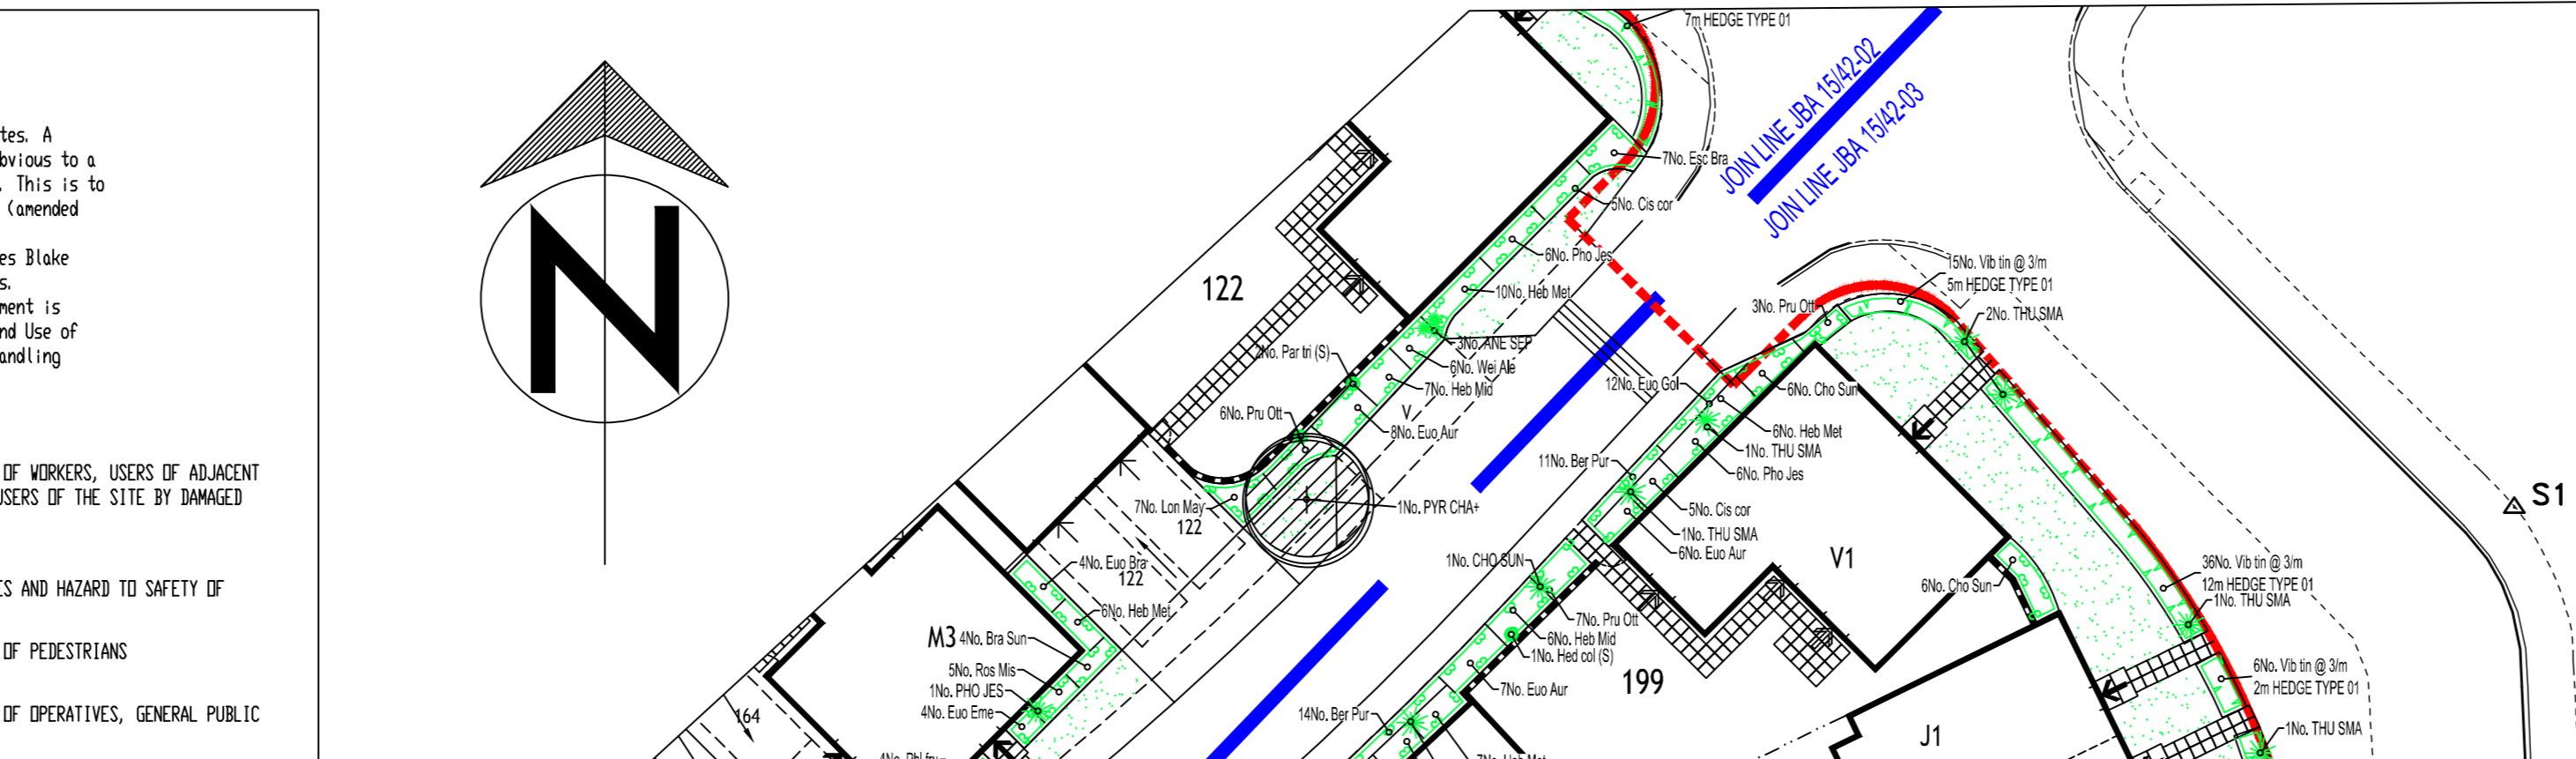 tes. A
bvious to a
. This is to
(amended
es Blake
s.
ment is
nd Use of
andling
OF WORKERS, USERS OF ADJACENT
USERS OF THE SITE BY DAMAGED
ES AND HAZARD TO SAFETY OF
OF PEDESTRIANS
OF OPERATIVES, GENERAL PUBLIC
N
7m HEDGE TYPE 01
JOIN LINE JBA 15/42-02
JOIN LINE JBA 15/42-03
7No. Esc Bra
5No. Cis cor
6No. Pho Jes
10No. Heb Met
122
3No. ANE SEP
2No. Par tri (S)
6No. Wei Ale
7No. Heb Mid
V
6No. Pru Ott
8No. Euo Aur
7No. Lon May
122
1No. PYR CHA+
4No. Euo Bra
122
6No. Heb Met
M3
4No. Bra Sun
5No. Ros Mis
1No. PHO JES
4No. Euo Eme
164
15No. Vib tin @ 3/m
5m HEDGE TYPE 01
3No. Pru Ott
2No. THU SMA
12No. Euo Gol
6No. Cho Sun
6No. Heb Met
1No. THU SMA
6No. Pho Jes
11No. Ber Pur
5No. Cis cor
1No. THU SMA
6No. Euo Aur
1No. CHO SUN
V1
S1
7No. Pru Ott
6No. Heb Mid
1No. Hed col (S)
7No. Euo Aur
199
14No. Ber Pur
6No. Cho Sun
36No. Vib tin @ 3/m
12m HEDGE TYPE 01
1No. THU SMA
6No. Vib tin @ 3/m
2m HEDGE TYPE 01
1No. THU SMA
J1